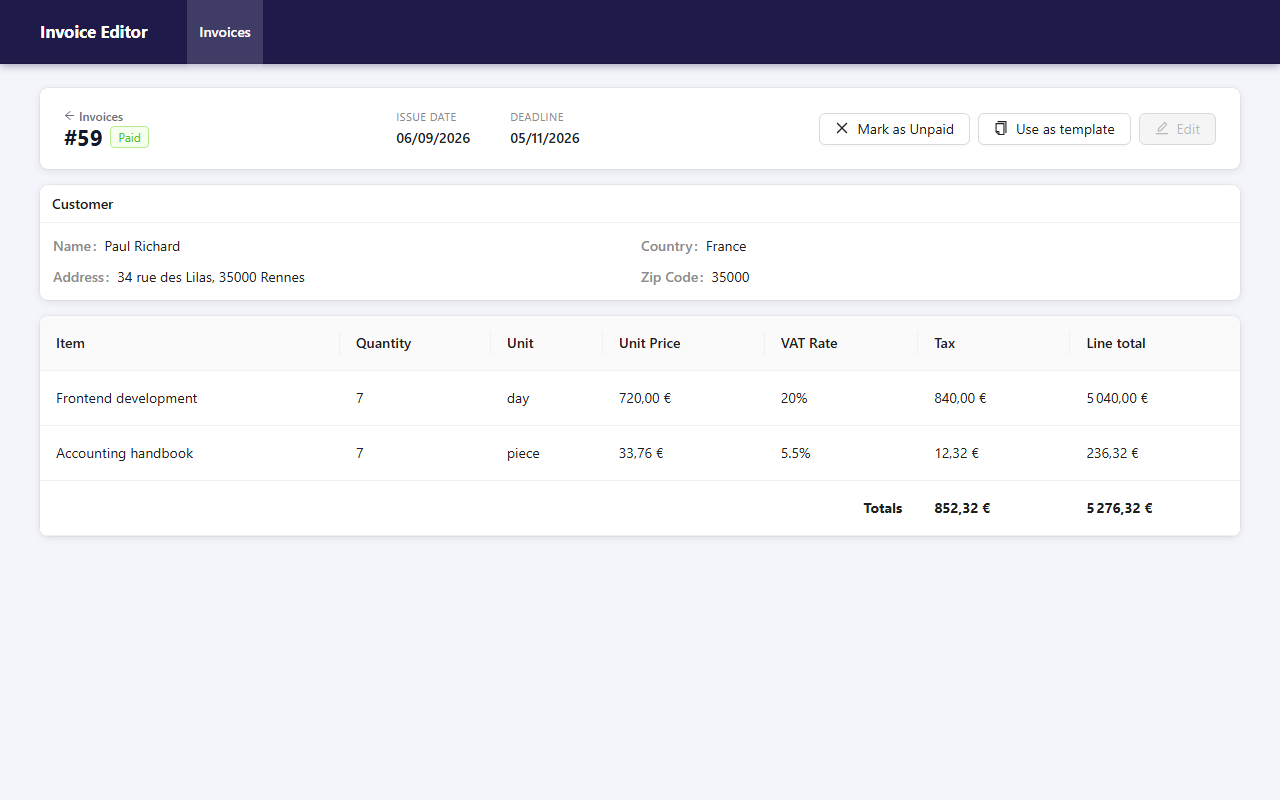 Invoice Editor Invoices
Invoices
#59 Paid
ISSUE DATE
06/09/2026
DEADLINE
05/11/2026
Mark as Unpaid Use as template Edit
Customer
Name: Paul Richard Country: France
Address: 34 rue des Lilas, 35000 Rennes Zip Code: 35000
Item Quantity Unit Unit Price VAT Rate Tax Line total
Frontend development 7 day 720,00 € 20% 840,00 € 5 040,00 €
Accounting handbook 7 piece 33,76 € 5.5% 12,32 € 236,32 €
Totals 852,32 € 5 276,32 €